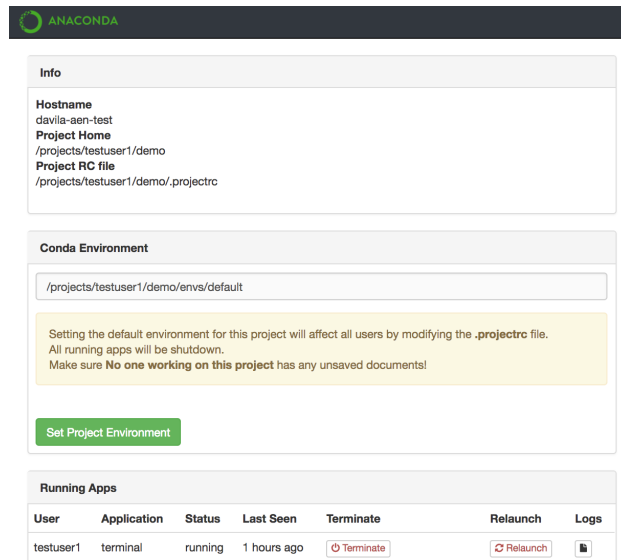 ANACONDA
Info
Hostname
davila-aen-test
Project Home
/projects/testuser1/demo
Project RC file
/projects/testuser1/demo/.projectrc
Conda Environment
/projects/testuser1/demo/envs/default
Setting the default environment for this project will affect all users by modifying the .projectrc file.
All running apps will be shutdown.
Make sure No one working on this project has any unsaved documents!
Set Project Environment
Running Apps
User Application Status Last Seen Terminate Relaunch Logs
testuser1 terminal running 1 hours ago Terminate Relaunch